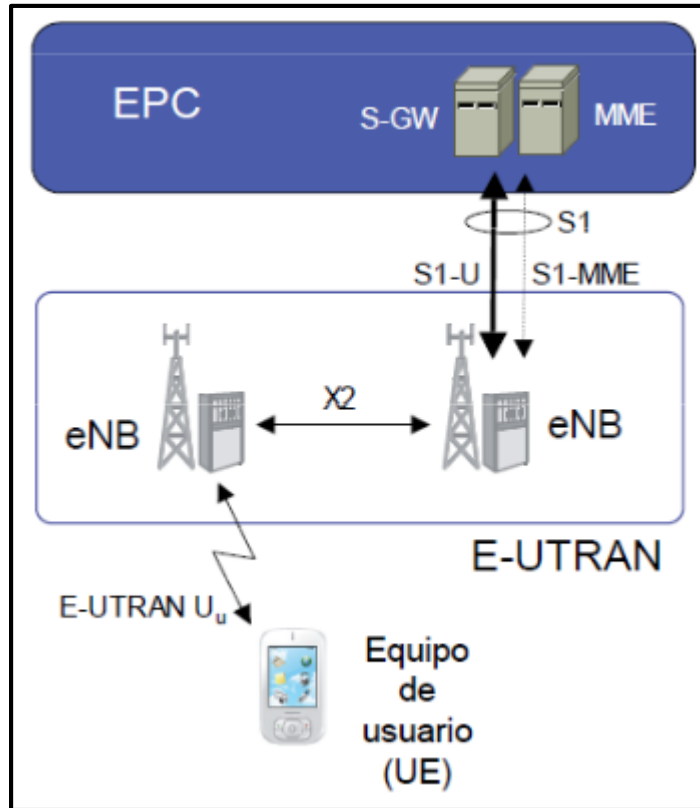 EPC
S-GW
MME
S1
S1-U
S1-MME
X2
eNB
eNB
E-UTRAN
E-UTRAN Uu
Equipo
de
usuario
(UE)